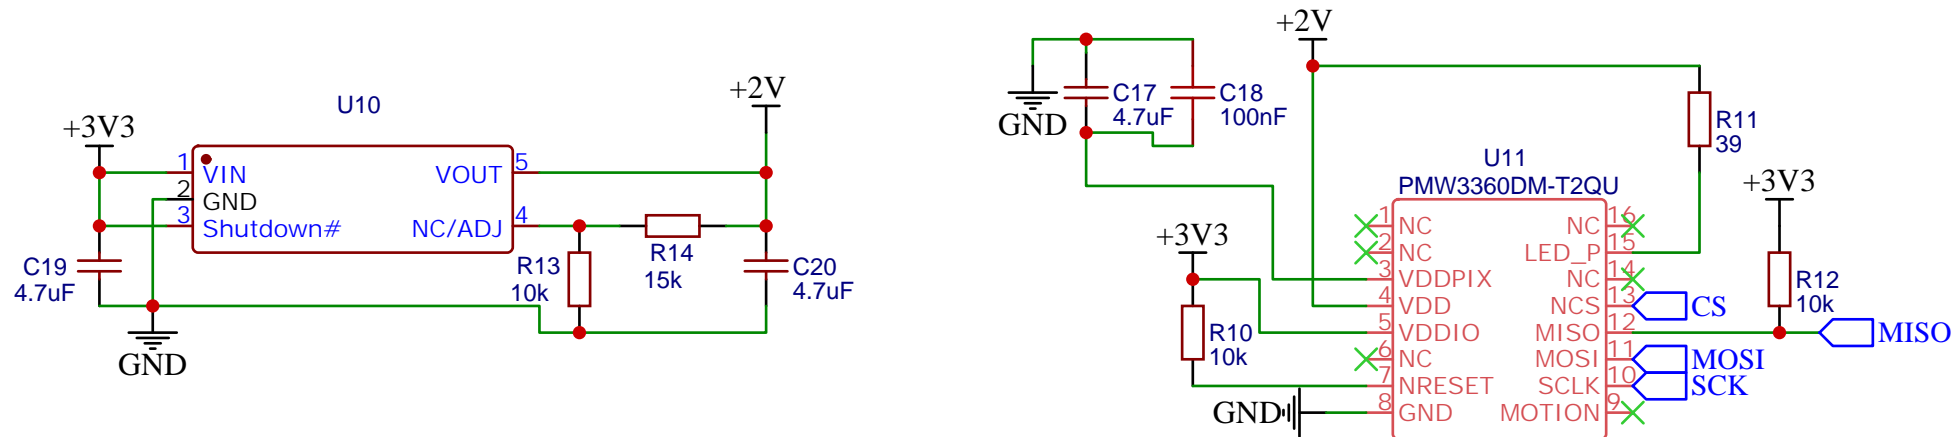 U10
+3V3
+2V
1
VIN
2
GND
3
Shutdown#
VOUT
5
NC/ADJ
4
C19
4.7uF
R13
10k
R14
15k
C20
4.7uF
GND
+2V
GND
C17
4.7uF
C18
100nF
R11
39
U11
PMW3360DM-T2QU
+3V3
+3V3
R10
10k
R12
10k
1
NC
2
NC
3
VDDPIX
4
VDD
5
VDDIO
6
NC
7
NRESET
8
GND
NC
16
LED_P
15
NC
14
NCS
13
MISO
12
MOSI
11
SCLK
10
MOTION
9
CS
MISO
MOSI
SCK
GND